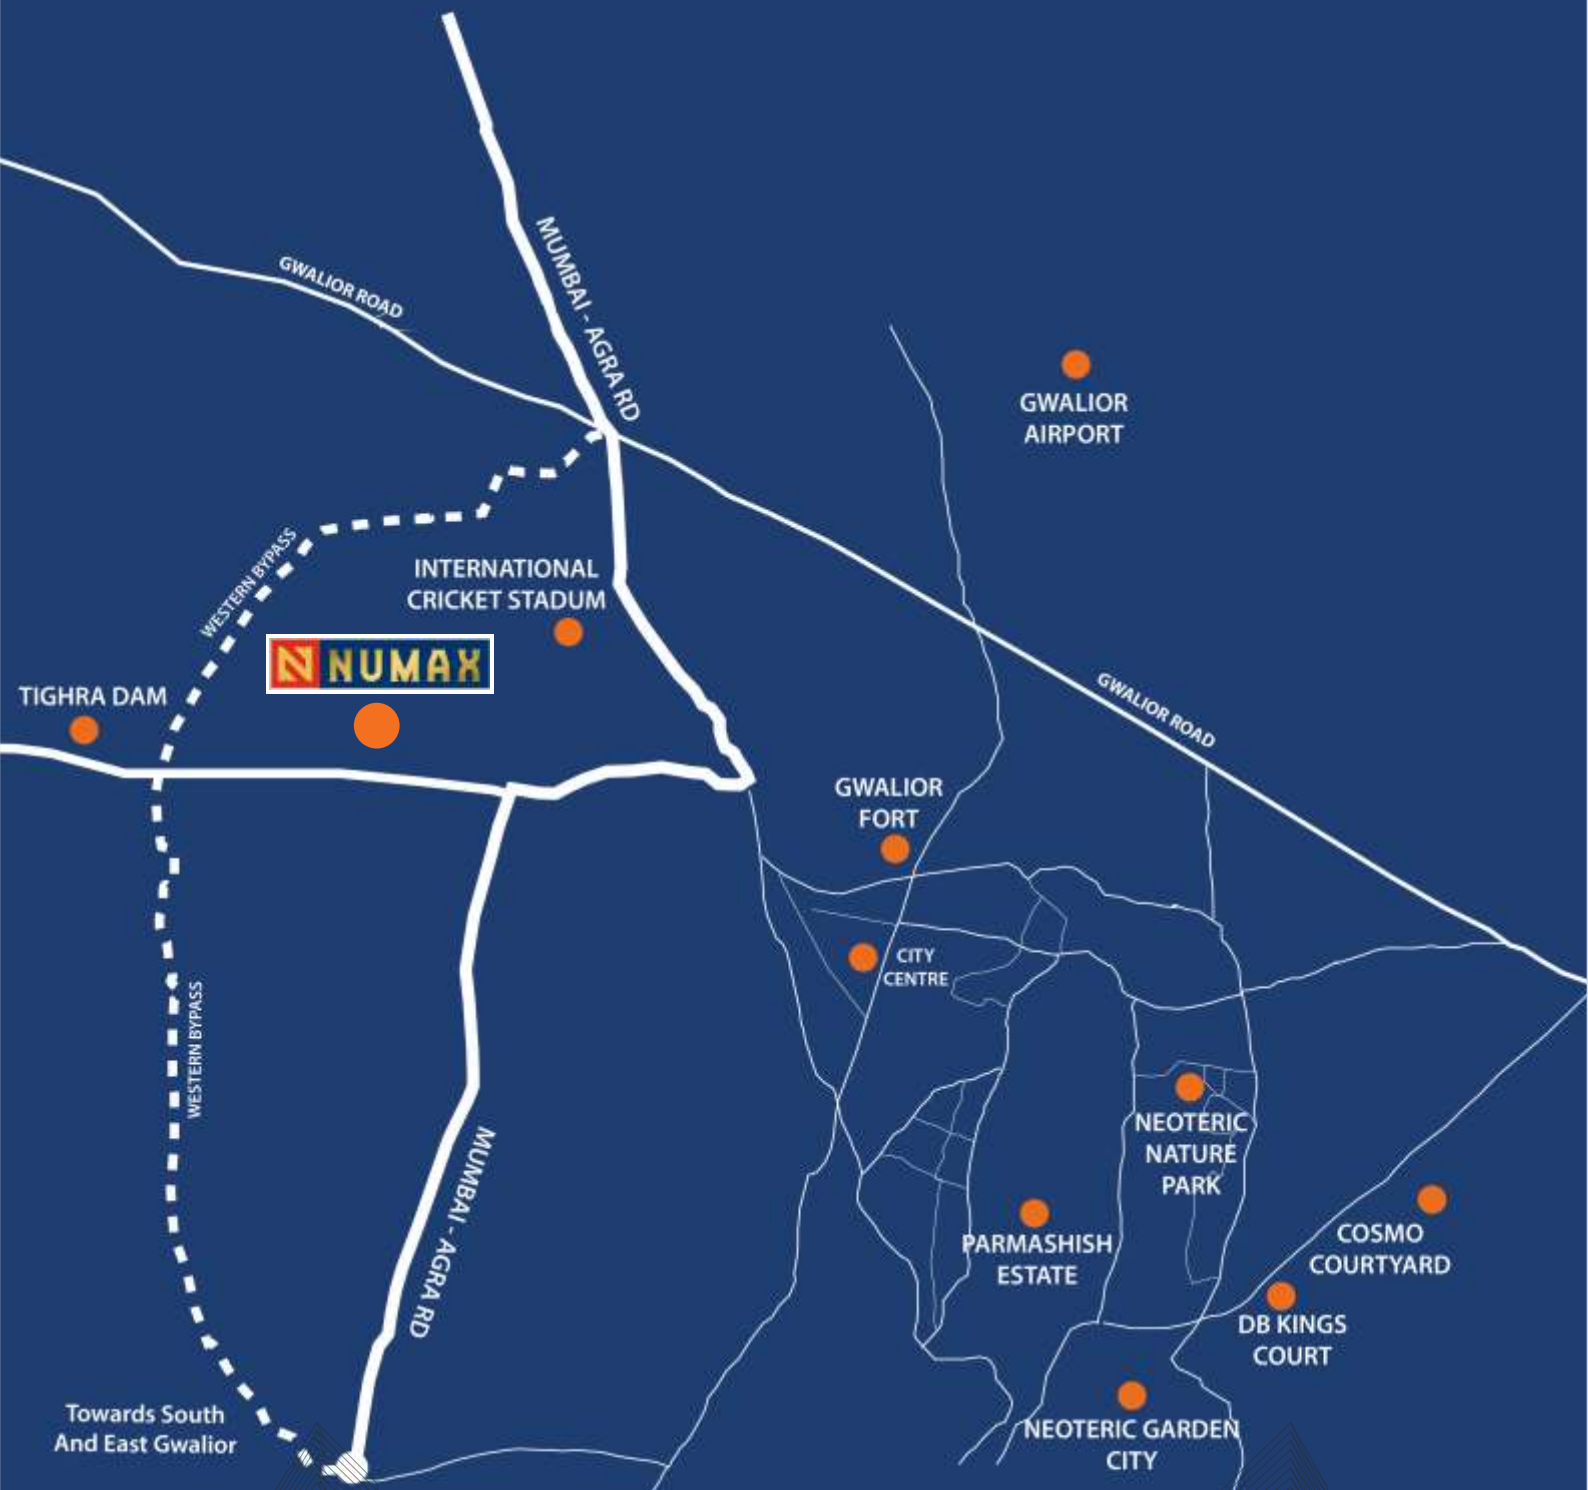 MUMBAI - AGRA RD
GWALIOR ROAD
GWALIOR
AIRPORT
WESTERN BYPASS
INTERNATIONAL
CRICKET STADUM
N NUMAX
TIGHRA DAM
GWALIOR ROAD
GWALIOR
FORT
CITY
CENTRE
WESTERN BYPASS
NEOTERIC
NATURE
PARK
MUMBAI - AGRA RD
PARMASHISH
ESTATE
COSMO
COURTYARD
DB KINGS
COURT
Towards South
And East Gwalior
NEOTERIC GARDEN
CITY